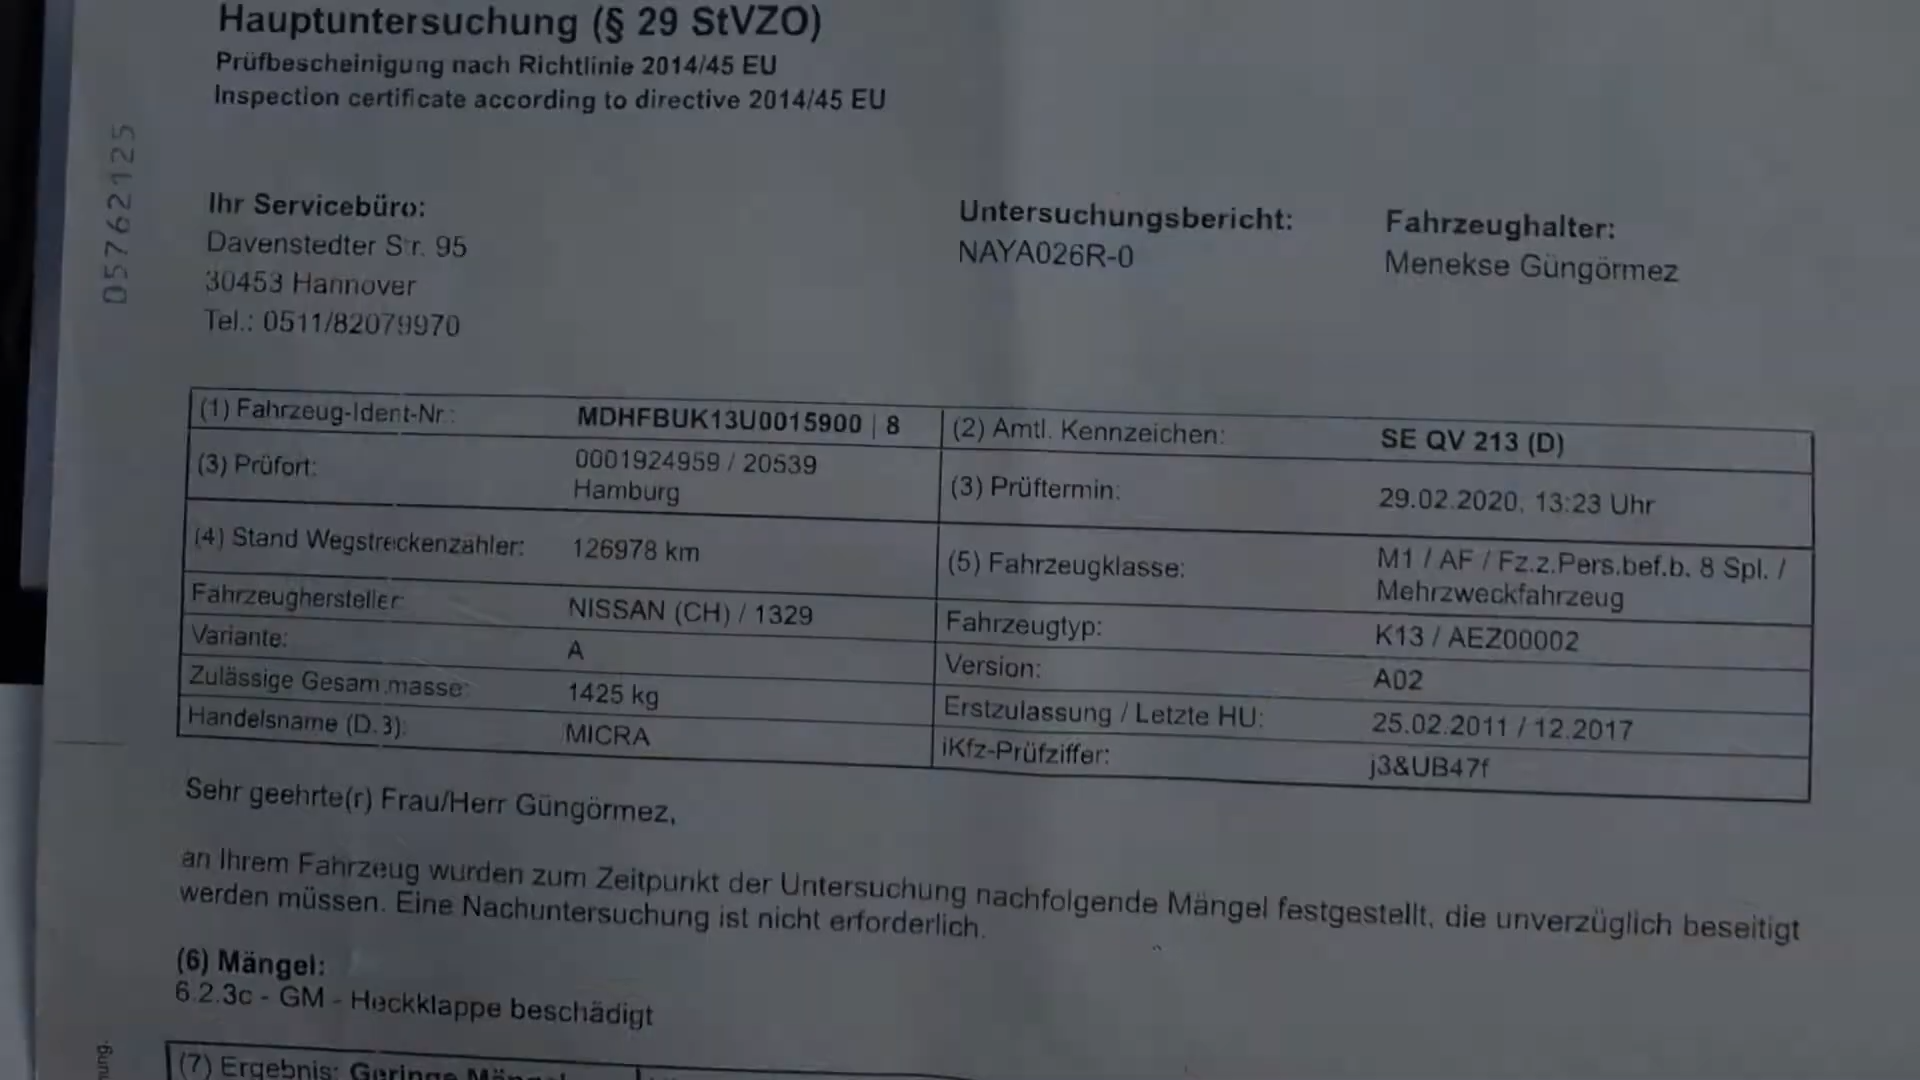 Hauptuntersuchung (§ 29 StVZO)
Prüfbescheinigung nach Richtlinie 2014/45 EU
Inspection certificate according to directive 2014/45 EU
05762125
Ihr Servicebüro:
Davenstedter Str. 95
30453 Hannover
Tel.: 0511/82079970
Untersuchungsbericht:
NAYA026R-0
Fahrzeughalter:
Menekse Güngörmez
(1) Fahrzeug-Ident-Nr.: MDHFBUK13U0015900 | 8 (2) Amtl. Kennzeichen: SE QV 213 (D)
(3) Prüfort: 0001924959 / 20539
Hamburg
(3) Prüftermin: 29.02.2020, 13:23 Uhr
(4) Stand Wegstreckenzähler: 126978 km
(5) Fahrzeugklasse: M1 / AF / Fz.z.Pers.bef.b. 8 Spl. /
Mehrzweckfahrzeug
Fahrzeughersteller: NISSAN (CH) / 1329 Fahrzeugtyp: K13 / AEZ00002
Variante: A Version: A02
Zulässige Gesammasse: 1425 kg Erstzulassung / Letzte HU: 25.02.2011 / 12.2017
Handelsname (D.3): MICRA iKfz-Prüfziffer: j3&UB47f
Sehr geehrte(r) Frau/Herr Güngörmez,
an Ihrem Fahrzeug wurden zum Zeitpunkt der Untersuchung nachfolgende Mängel festgestellt, die unverzüglich beseitigt
werden müssen. Eine Nachuntersuchung ist nicht erforderlich.
(6) Mängel:
6.2.3c - GM - Heckklappe beschädigt
(7) Ergebnis: Geringe Mängel